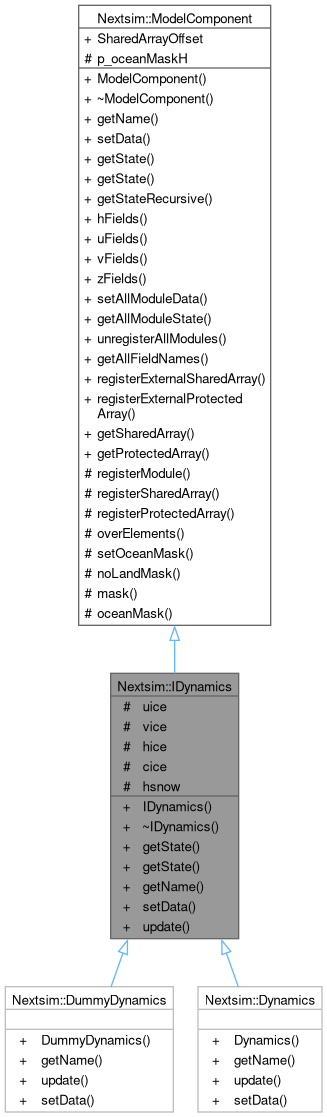 Nextsim::ModelComponent
+ SharedArrayOffset
# p_oceanMaskH
+ ModelComponent()
+ ~ModelComponent()
+ getName()
+ setData()
+ getState()
+ getState()
+ getStateRecursive()
+ hFields()
+ uFields()
+ vFields()
+ zFields()
+ setAllModuleData()
+ getAllModuleState()
+ unregisterAllModules()
+ getAllFieldNames()
+ registerExternalSharedArray()
+ registerExternalProtected
Array()
+ getSharedArray()
+ getProtectedArray()
# registerModule()
# registerSharedArray()
# registerProtectedArray()
# overElements()
# setOceanMask()
# noLandMask()
# mask()
# oceanMask()
Nextsim::IDynamics
# uice
# vice
# hice
# cice
# hsnow
+ IDynamics()
+ ~IDynamics()
+ getState()
+ getState()
+ getName()
+ setData()
+ update()
Nextsim::DummyDynamics
+ DummyDynamics()
+ getName()
+ update()
+ setData()
Nextsim::Dynamics
+ Dynamics()
+ getName()
+ update()
+ setData()